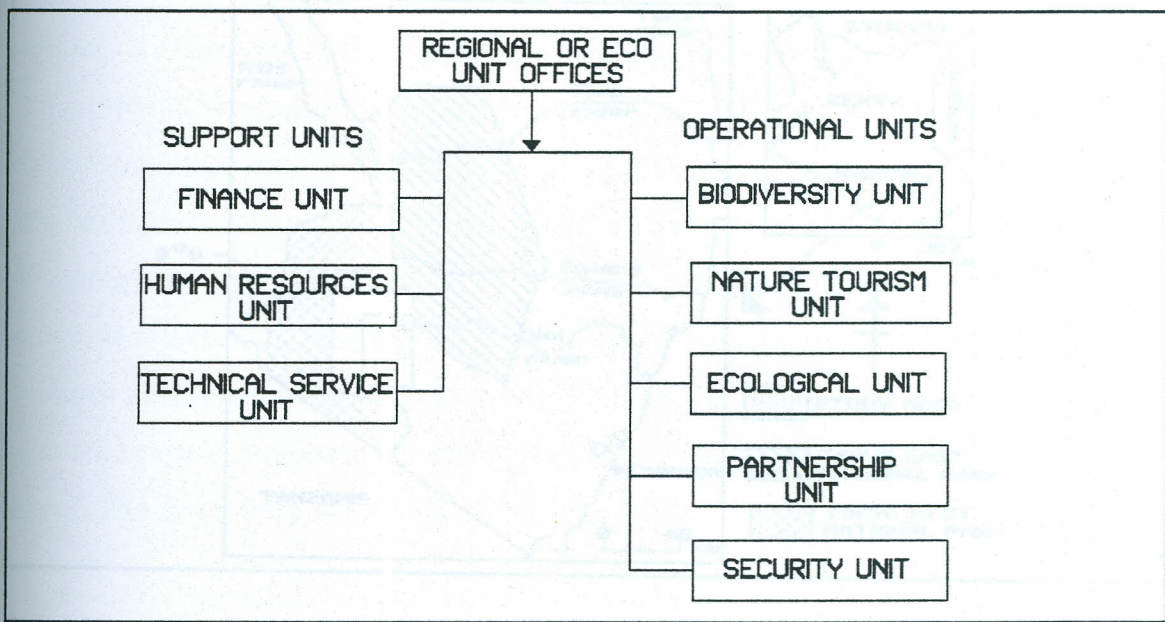 REGIONAL OR ECO
UNIT OFFICES
SUPPORT UNITS
OPERATIONAL UNITS
FINANCE UNIT
BIODIVERSITY UNIT
HUMAN RESOURCES
UNIT
NATURE TOURISM
UNIT
TECHNICAL SERVICE
UNIT
ECOLOGICAL UNIT
PARTNERSHIP
UNIT
SECURITY UNIT
TANZANIA